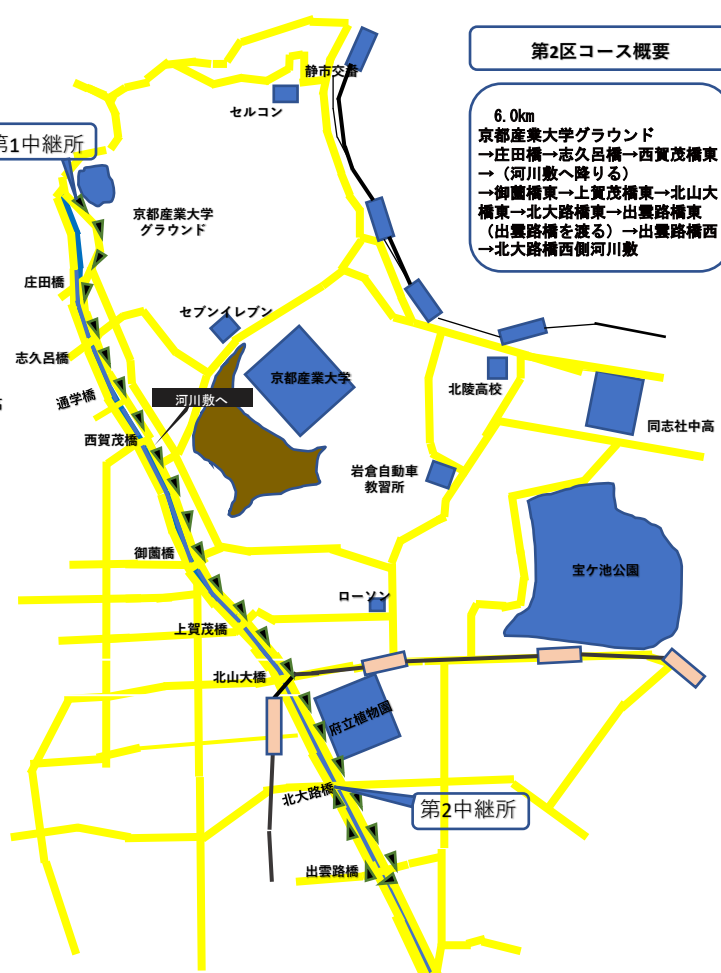 第2区コース概要
6.0km
京都産業大学グラウンド
→庄田橋→志久呂橋→西賀茂橋東
→（河川敷へ降りる）
→御薗橋東→上賀茂橋東→北山大
橋東→北大路橋東→出雲路橋東
（出雲路橋を渡る）→出雲路橋西
→北大路橋西側河川敷
静市交番
セルコン
第1中継所
京都産業大学
グラウンド
庄田橋
セブンイレブン
志久呂橋
京都産業大学
北陵高校
通学橋
河川敷へ
同志社中高
西賀茂橋
岩倉自動車
教習所
御薗橋
宝ケ池公園
ローソン
上賀茂橋
北山大橋
府立植物園
北大路橋
第2中継所
出雲路橋